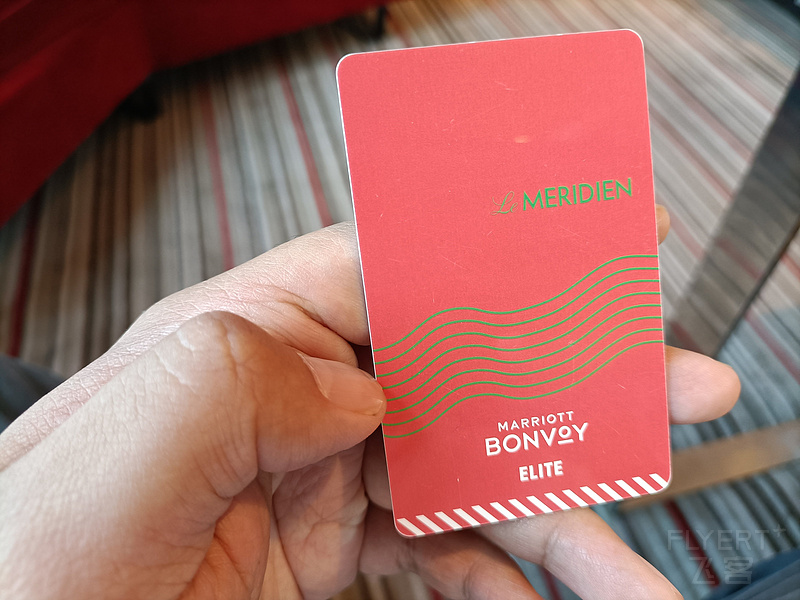 Le MERIDIEN
MARRIOTT
BONVOY
ELITE
FLYERT+
飞客